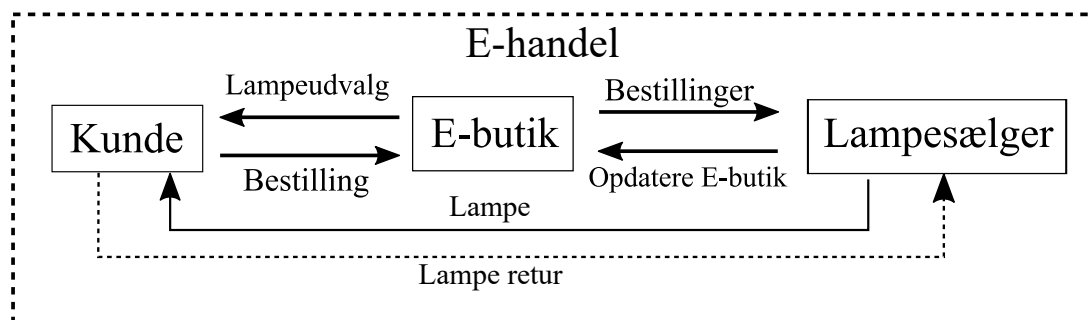 E-handel
Lampeudvalg
Bestillinger
Kunde
E-butik
Lampesælger
Bestilling
Opdatere E-butik
Lampe
Lampe retur